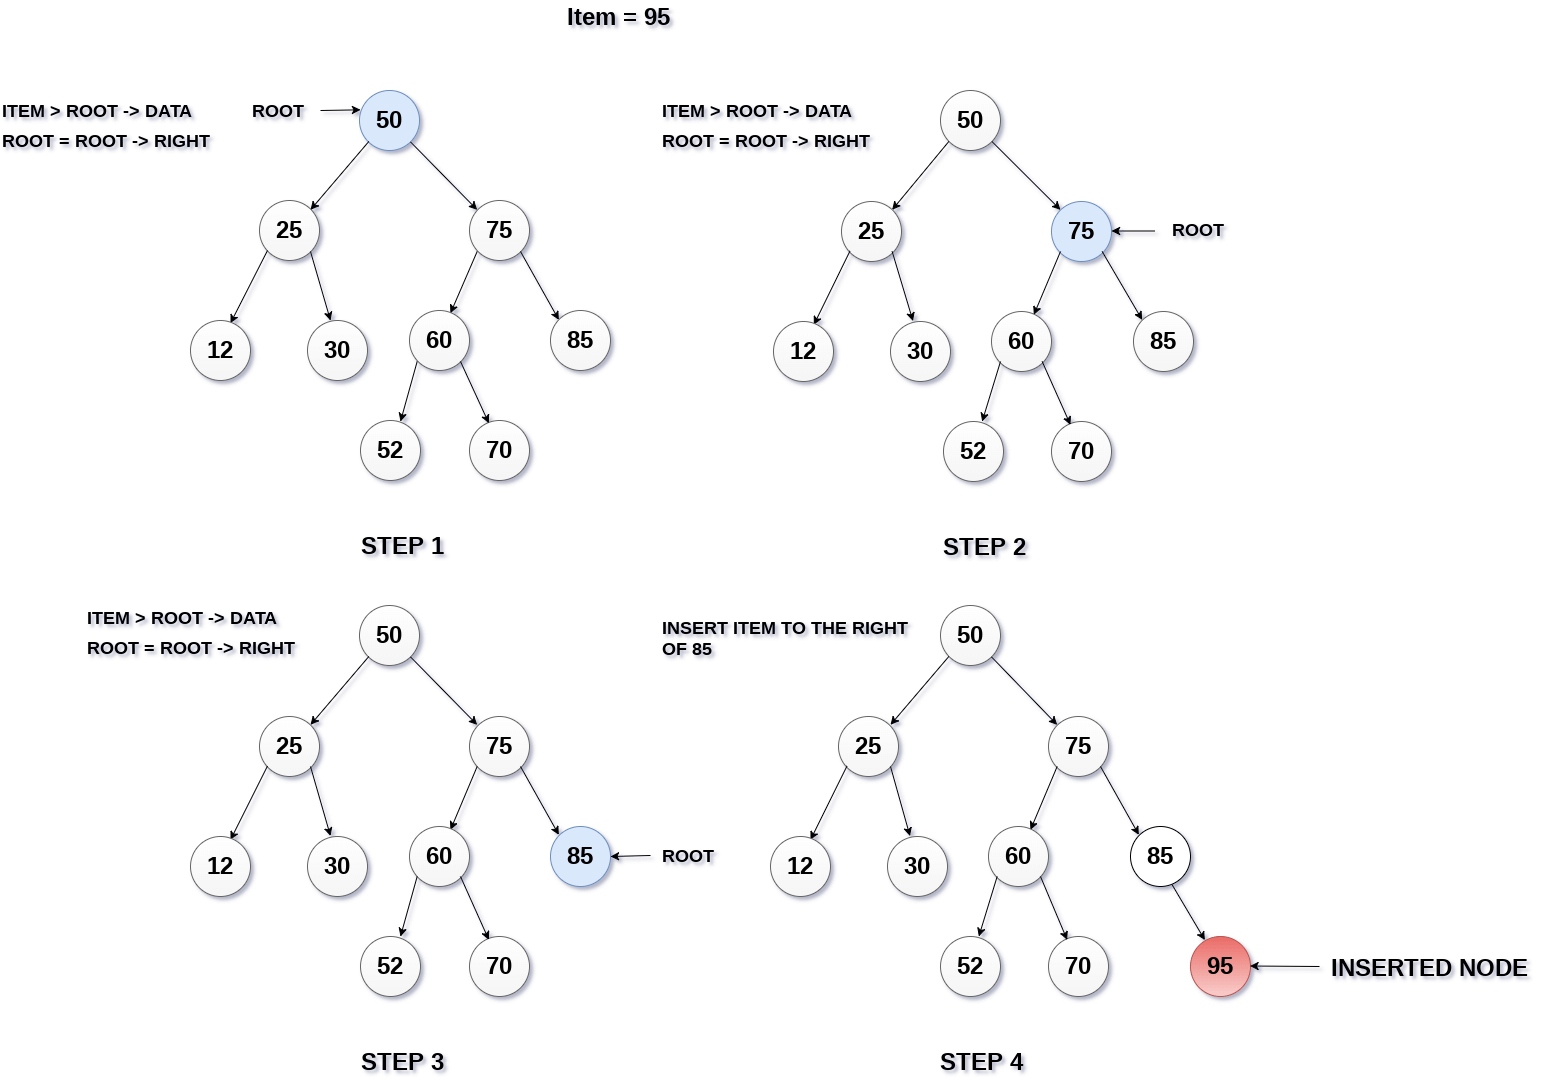 Item = 95
ITEM > ROOT -> DATA
ROOT = ROOT -> RIGHT
ROOT
50
25
75
12
30
60
85
52
70
STEP 1
ITEM > ROOT -> DATA
ROOT = ROOT -> RIGHT
50
25
75
ROOT
12
30
60
85
52
70
STEP 2
ITEM > ROOT -> DATA
ROOT = ROOT -> RIGHT
50
25
75
12
30
60
85
ROOT
52
70
STEP 3
INSERT ITEM TO THE RIGHT
OF 85
50
25
75
12
30
60
85
52
70
95
INSERTED NODE
STEP 4